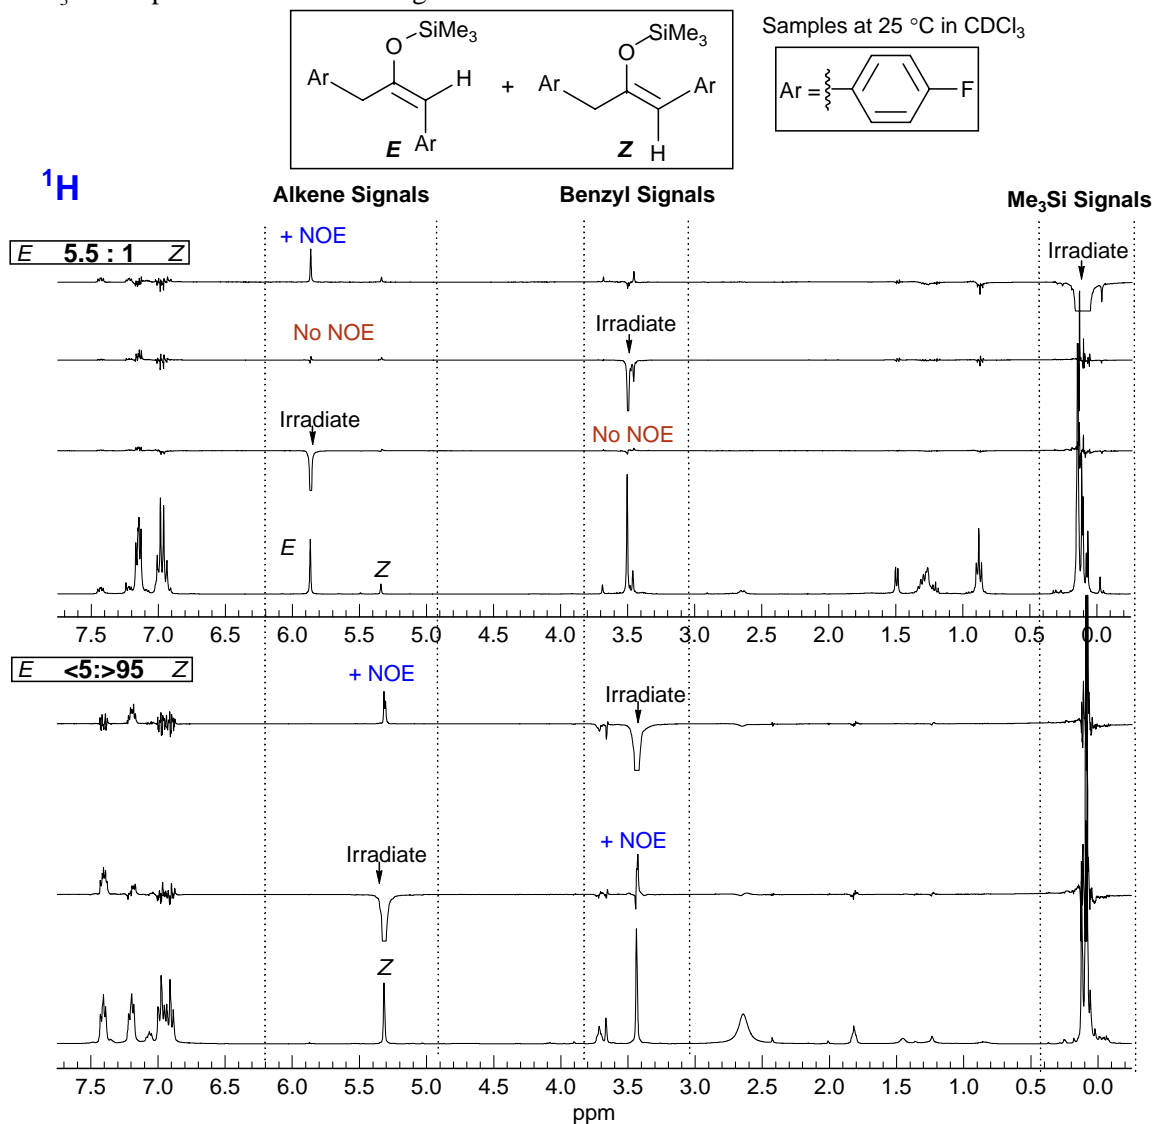 SiMe3
O
Ar
H
Ar
E
+
SiMe3
O
Ar
Ar
Z
H
Samples at 25 °C in CDCl3
Ar =
F
1H
Alkene Signals
Benzyl Signals
Me3Si Signals
E 5.5 : 1 Z
+ NOE
Irradiate
No NOE
Irradiate
Irradiate
No NOE
E
Z
7.5 7.0 6.5 6.0 5.5 5.0 4.5 4.0 3.5 3.0 2.5 2.0 1.5 1.0 0.5 0.0
E <5:>95 Z
+ NOE
Irradiate
+ NOE
Irradiate
Z
7.5 7.0 6.5 6.0 5.5 5.0 4.5 4.0 3.5 3.0 2.5 2.0 1.5 1.0 0.5 0.0
ppm